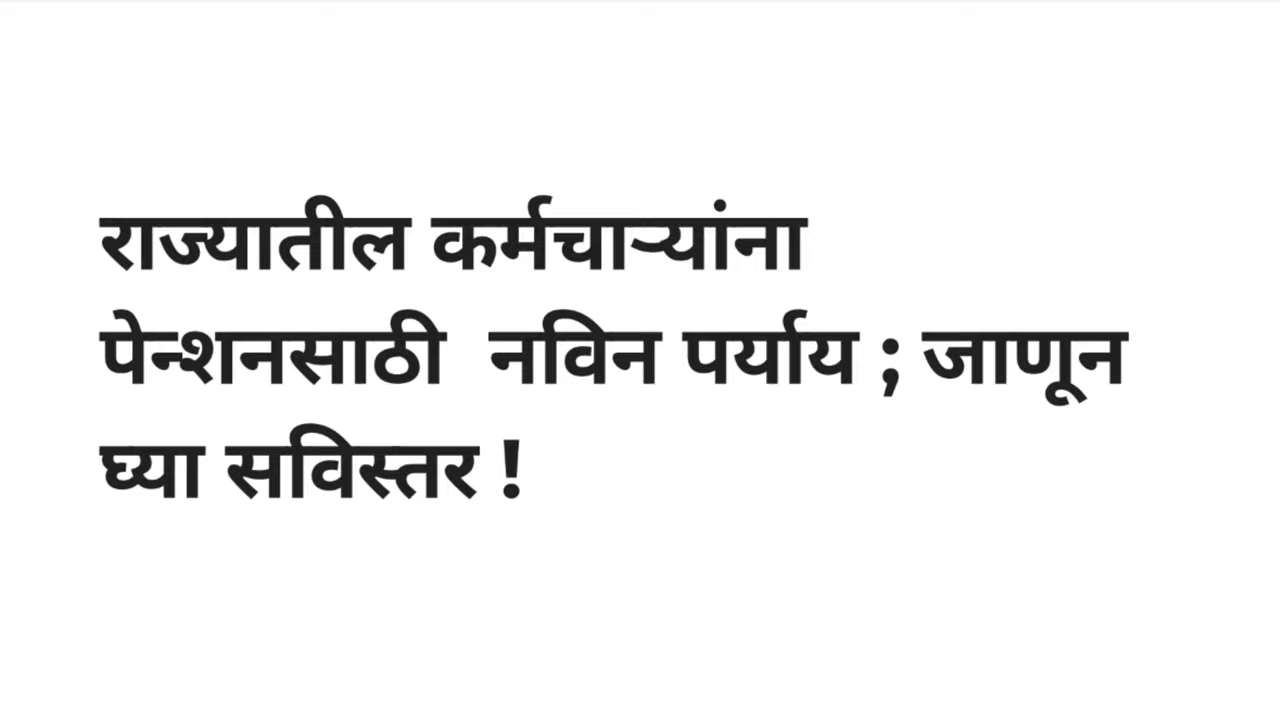 राज्यातील कर्मचाऱ्यांना
पेन्शनसाठी  नविन पर्याय ; जाणून
घ्या सविस्तर !